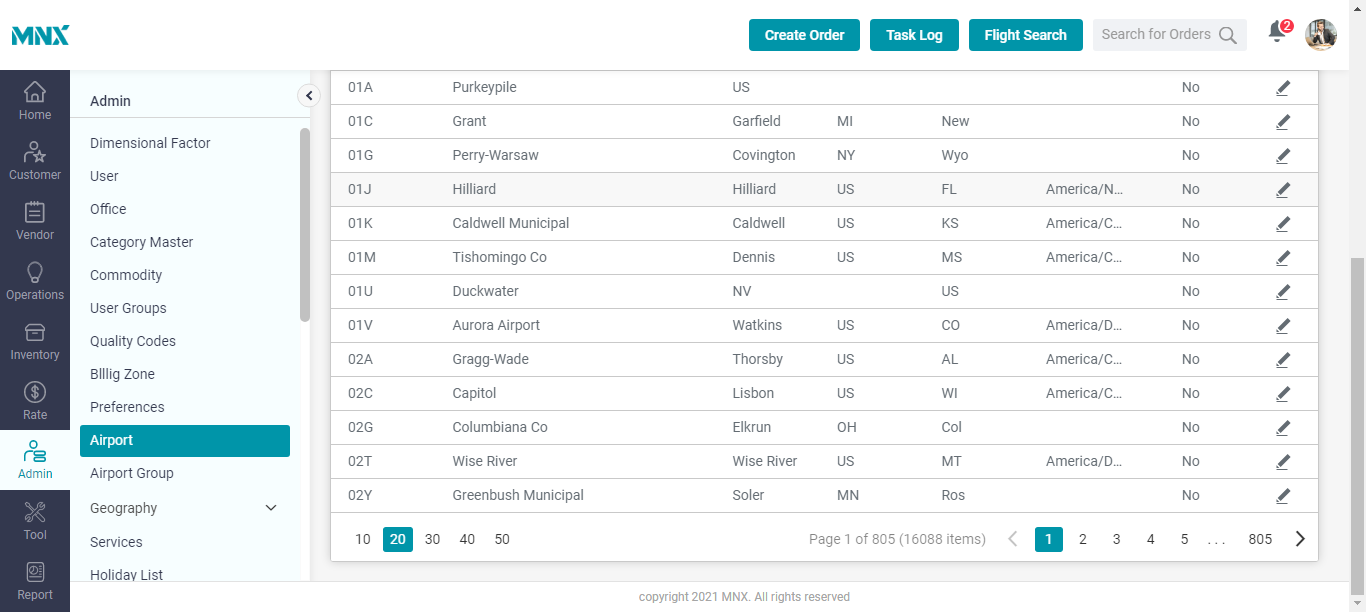 MNX
Create Order
Task Log
Flight Search
Search for Orders
2
Home
Customer
Vendor
Operations
Inventory
Rate
Admin
Tool
Report
Admin
Dimensional Factor
User
Office
Category Master
Commodity
User Groups
Quality Codes
Blllig Zone
Preferences
Airport
Airport Group
Geography
Services
Holiday List
01A Purkeypile US No
01C Grant Garfield MI New No
01G Perry-Warsaw Covington NY Wyo No
01J Hilliard Hilliard US FL America/N... No
01K Caldwell Municipal Caldwell US KS America/C... No
01M Tishomingo Co Dennis US MS America/C... No
01U Duckwater NV US No
01V Aurora Airport Watkins US CO America/D... No
02A Gragg-Wade Thorsby US AL America/C... No
02C Capitol Lisbon US WI America/C... No
02G Columbiana Co Elkrun OH Col No
02T Wise River Wise River US MT America/D... No
02Y Greenbush Municipal Soler MN Ros No
10 20 30 40 50 Page 1 of 805 (16088 items) 1 2 3 4 5 ... 805
copyright 2021 MNX. All rights reserved